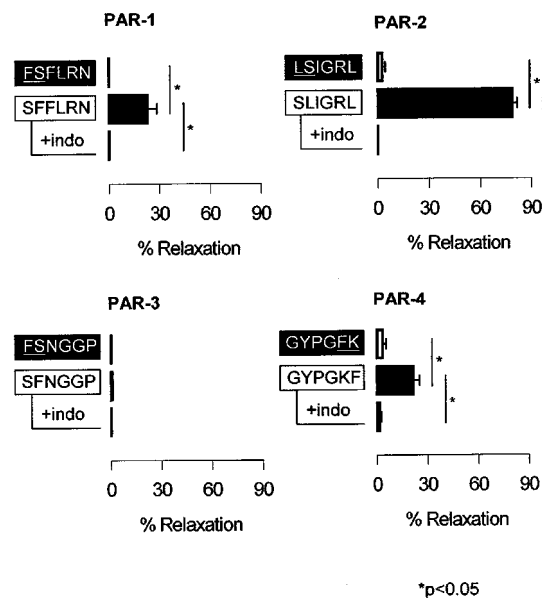 PAR-1
FSFLRN
*
SFFLRN
*
+indo
0 30 60 90
% Relaxation
PAR-2
LSIGRL
*
SLIGRL
+indo
0 30 60 90
% Relaxation
PAR-3
FSNGGP
SFNGGP
+indo
0 30 60 90
% Relaxation
PAR-4
GYPGFK
*
GYPGKF
*
+indo
0 30 60 90
% Relaxation
*p<0.05